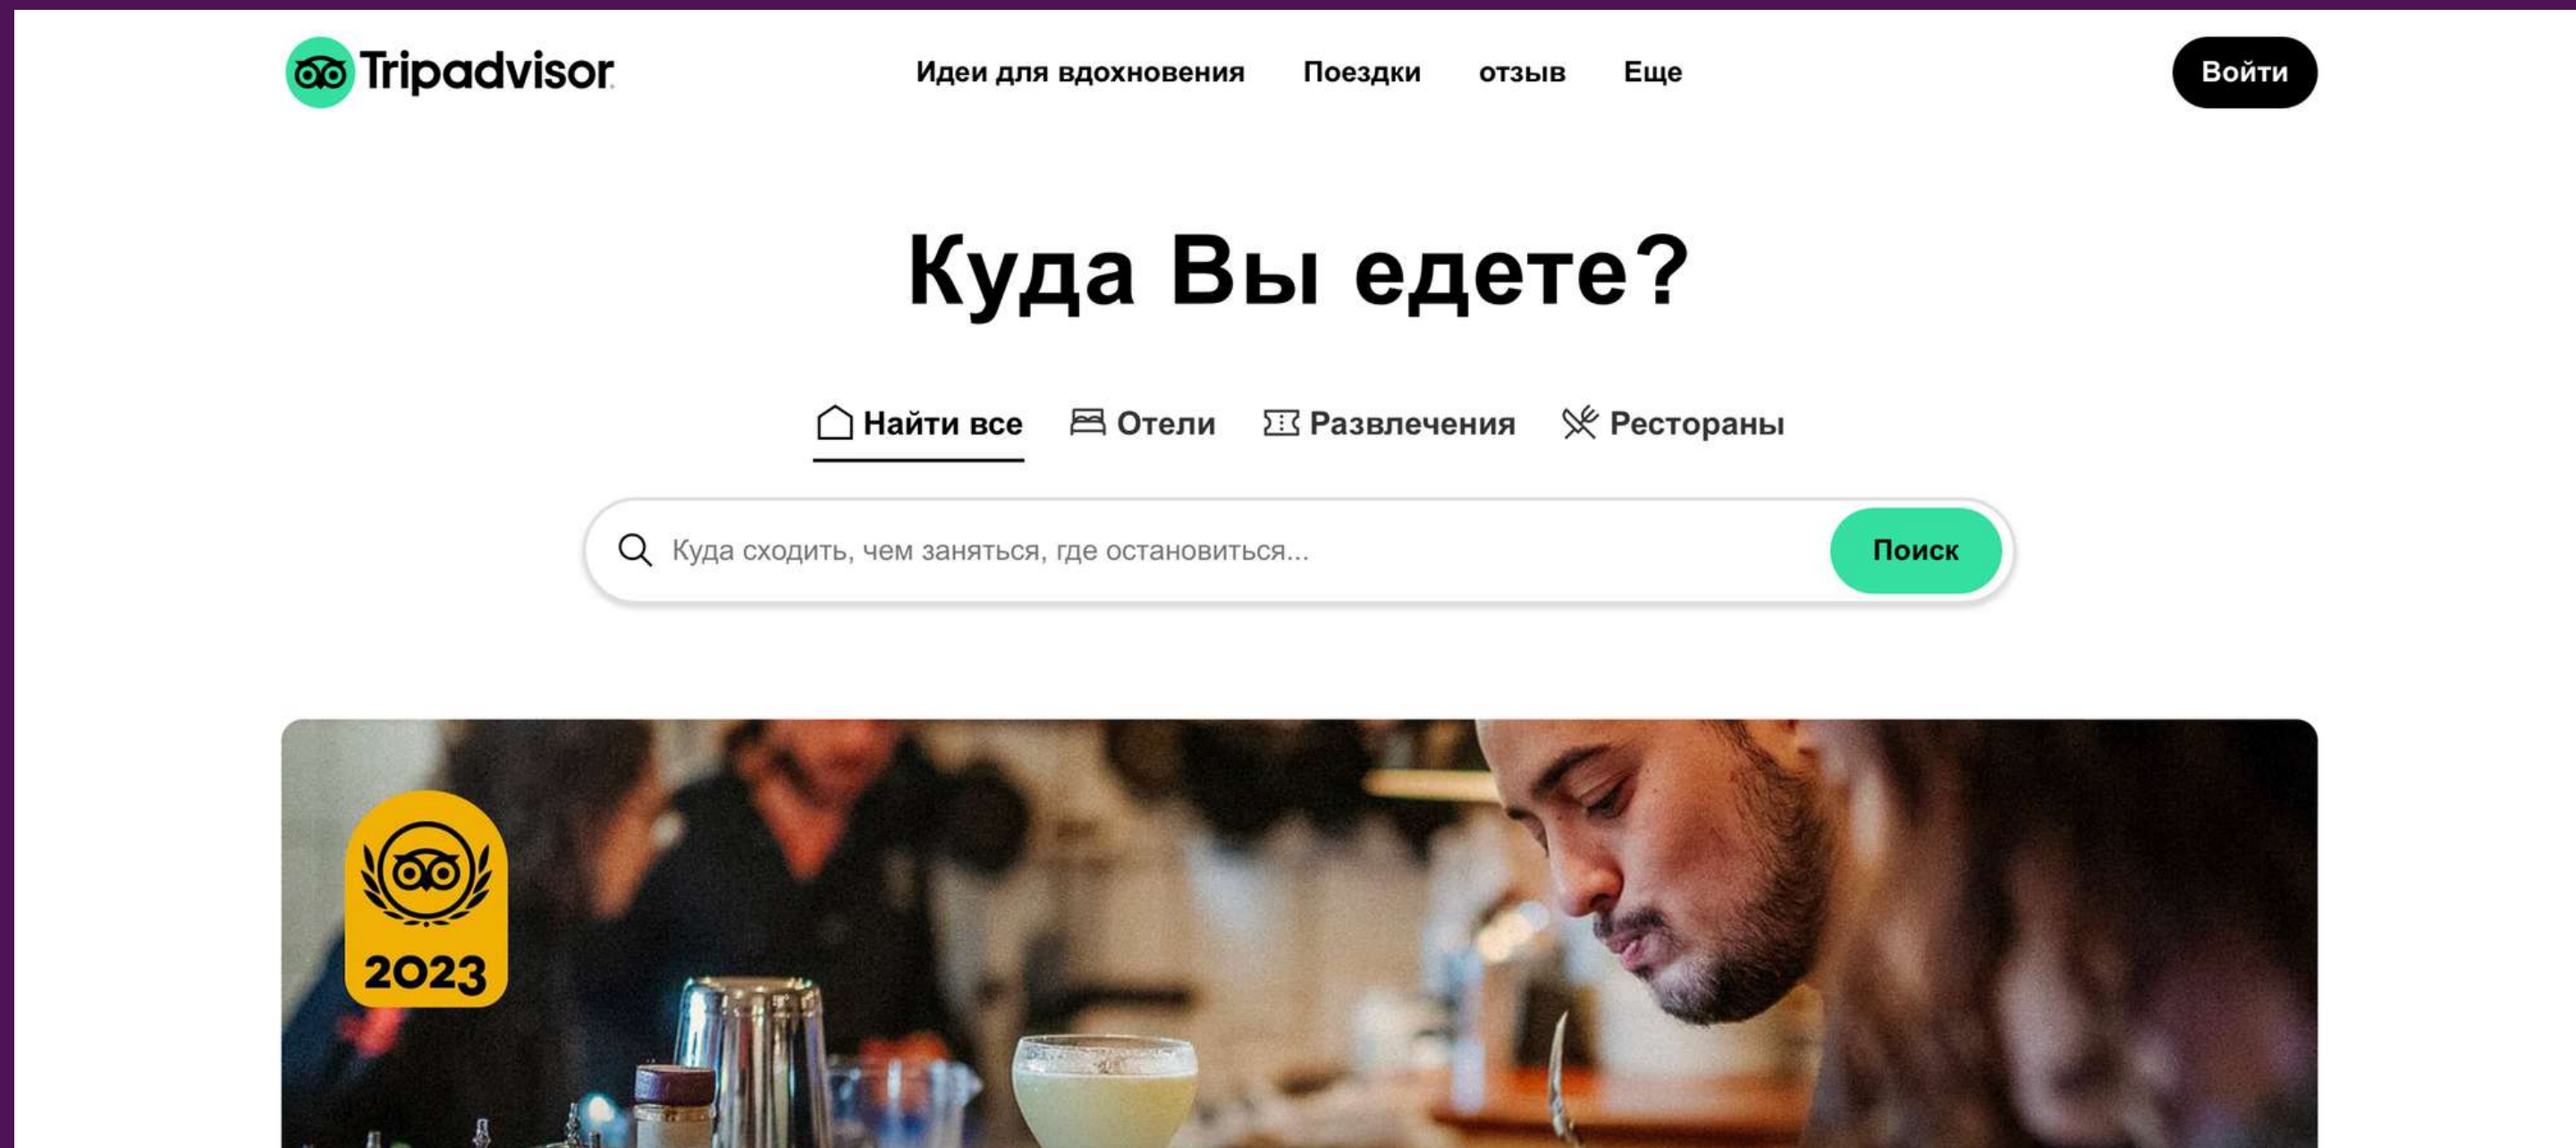 Tripadvisor
Идеи для вдохновения Поездки отзыв Еще
Войти
Куда Вы едете?
Найти все Отели Развлечения Рестораны
Куда сходить, чем заняться, где остановиться...
Поиск
2023